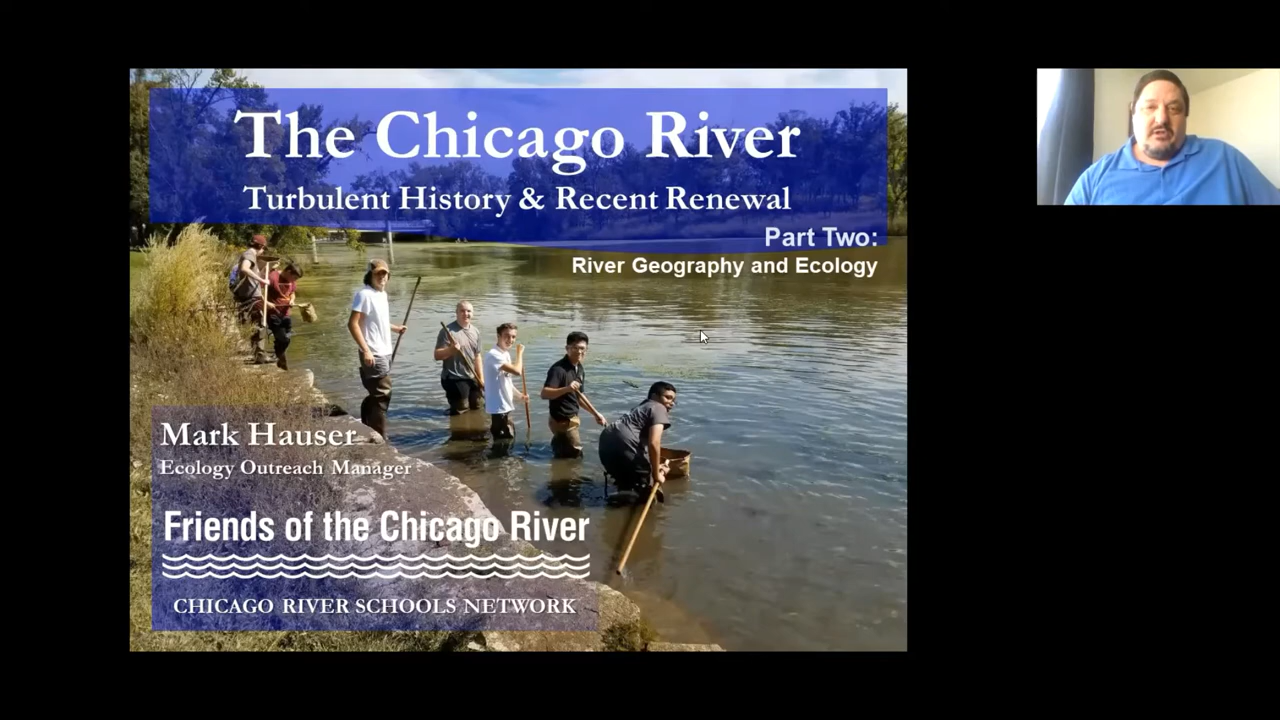 The Chicago River
Turbulent History & Recent Renewal
Part Two:
River Geography and Ecology
Mark Hauser
Ecology Outreach Manager
Friends of the Chicago River
CHICAGO RIVER SCHOOLS NETWORK